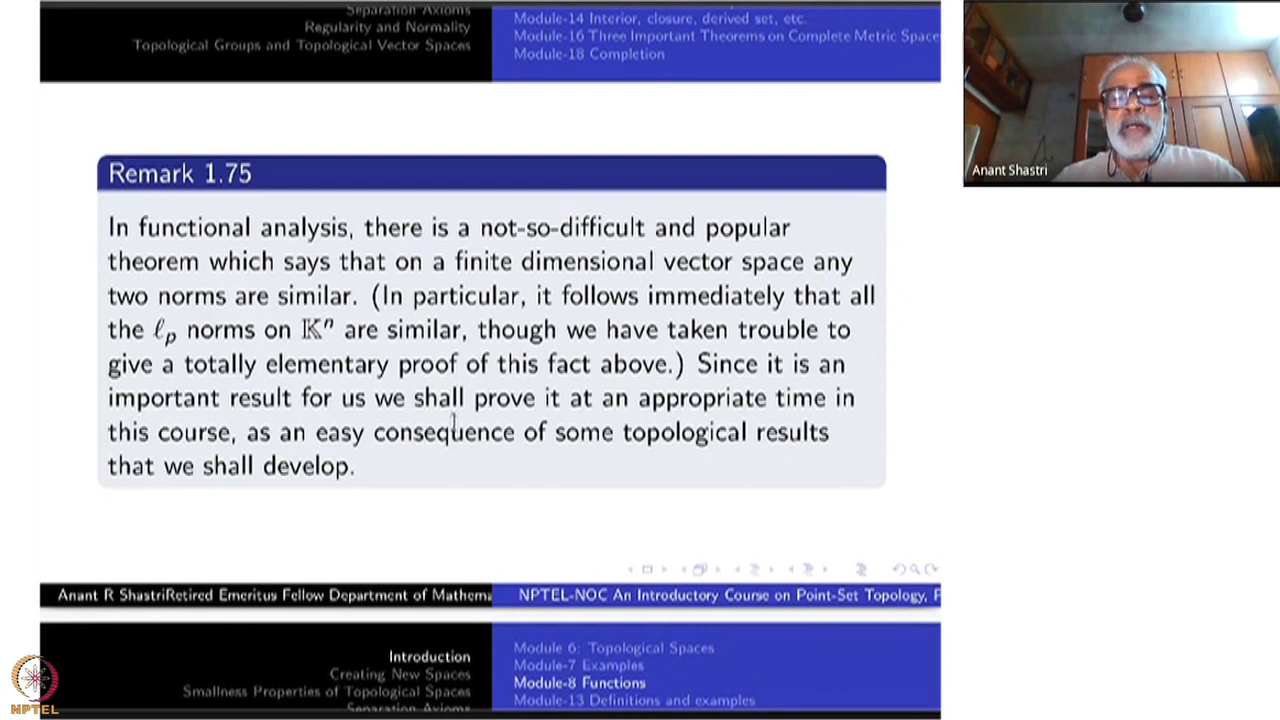 Separation Axioms
Regularity and Normality
Topological Groups and Topological Vector Spaces
Module-14 Interior, closure, derived set, etc.
Module-16 Three Important Theorems on Complete Metric Space
Module-18 Completion
Anant Shastri
Remark 1.75
In functional analysis, there is a not-so-difficult and popular
theorem which says that on a finite dimensional vector space any
two norms are similar. (In particular, it follows immediately that all
the ℓₚ norms on 𝕂ⁿ are similar, though we have taken trouble to
give a totally elementary proof of this fact above.) Since it is an
important result for us we shall prove it at an appropriate time in
this course, as an easy consequence of some topological results
that we shall develop.
Anant R ShastriRetired Emeritus Fellow Department of Mathema
NPTEL-NOC An Introductory Course on Point-Set Topology, P
Introduction
Creating New Spaces
Smallness Properties of Topological Spaces
Separation Axioms
Module 6: Topological Spaces
Module-7 Examples
Module-8 Functions
Module-13 Definitions and examples
NPTEL